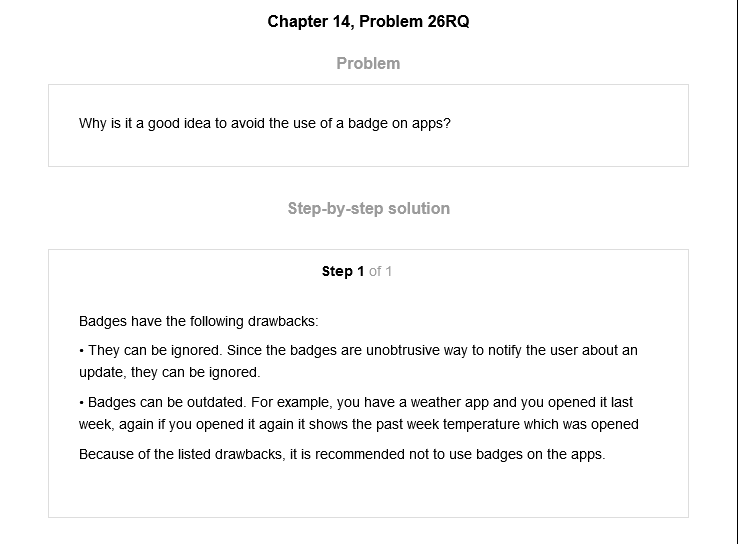 Chapter 14, Problem 26RQ
Problem
Why is it a good idea to avoid the use of a badge on apps?
Step-by-step solution
Step 1 of 1
Badges have the following drawbacks:
• They can be ignored. Since the badges are unobtrusive way to notify the user about an
update, they can be ignored.
• Badges can be outdated. For example, you have a weather app and you opened it last
week, again if you opened it again it shows the past week temperature which was opened
Because of the listed drawbacks, it is recommended not to use badges on the apps.